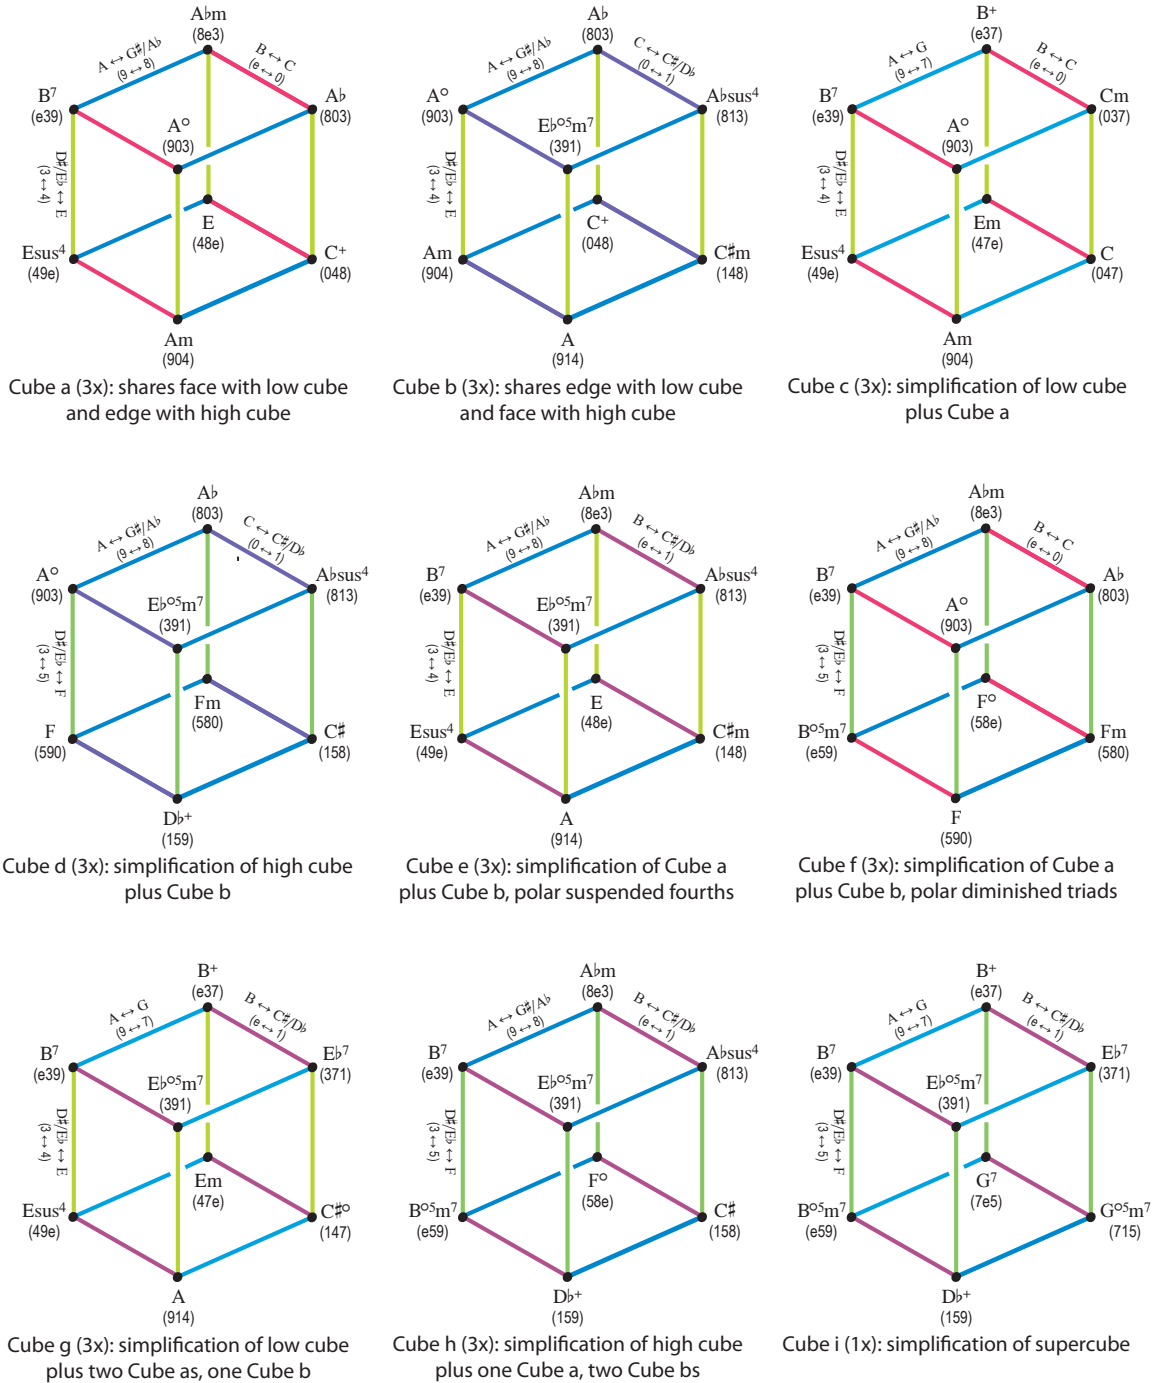 A♭m
(8e3)
A ↔ G♯/A♭
(9 ↔ 8)
B ↔ C
(e ↔ 0)
B⁷
(e39)
A♭
(803)
A°
(903)
D♯/E♭ ↔ E
(3 ↔ 4)
E
(48e)
Esus⁴
(49e)
C⁺
(048)
Am
(904)
Cube a (3x): shares face with low cube
and edge with high cube
A♭
(803)
A ↔ G♯/A♭
(9 ↔ 8)
C ↔ C♯/D♭
(0 ↔ 1)
A°
(903)
A♭sus⁴
(813)
E♭°⁵m⁷
(391)
D♯/E♭ ↔ E
(3 ↔ 4)
C⁺
(048)
Am
(904)
C♯m
(148)
A
(914)
Cube b (3x): shares edge with low cube
and face with high cube
B⁺
(e37)
A ↔ G
(9 ↔ 7)
B ↔ C
(e ↔ 0)
B⁷
(e39)
Cm
(037)
A°
(903)
D♯/E♭ ↔ E
(3 ↔ 4)
Em
(47e)
Esus⁴
(49e)
C
(047)
Am
(904)
Cube c (3x): simplification of low cube
plus Cube a
A♭
(803)
A ↔ G♯/A♭
(9 ↔ 8)
C ↔ C♯/D♭
(0 ↔ 1)
A°
(903)
A♭sus⁴
(813)
E♭°⁵m⁷
(391)
D♯/E♭ ↔ F
(3 ↔ 5)
Fm
(580)
F
(590)
C♯
(158)
D♭⁺
(159)
Cube d (3x): simplification of high cube
plus Cube b
A♭m
(8e3)
A ↔ G♯/A♭
(9 ↔ 8)
B ↔ C♯/D♭
(e ↔ 1)
B⁷
(e39)
A♭sus⁴
(813)
E♭°⁵m⁷
(391)
D♯/E♭ ↔ E
(3 ↔ 4)
E
(48e)
Esus⁴
(49e)
C♯m
(148)
A
(914)
Cube e (3x): simplification of Cube a
plus Cube b, polar suspended fourths
A♭m
(8e3)
A ↔ G♯/A♭
(9 ↔ 8)
B ↔ C
(e ↔ 0)
B⁷
(e39)
A♭
(803)
A°
(903)
D♯/E♭ ↔ F
(3 ↔ 5)
F°
(58e)
B°⁵m⁷
(e59)
Fm
(580)
F
(590)
Cube f (3x): simplification of Cube a
plus Cube b, polar diminished triads
B⁺
(e37)
A ↔ G
(9 ↔ 7)
B ↔ C♯/D♭
(e ↔ 1)
B⁷
(e39)
E♭⁷
(371)
E♭°⁵m⁷
(391)
D♯/E♭ ↔ E
(3 ↔ 4)
Em
(47e)
Esus⁴
(49e)
C♯°
(147)
A
(914)
Cube g (3x): simplification of low cube
plus two Cube as, one Cube b
A♭m
(8e3)
A ↔ G♯/A♭
(9 ↔ 8)
B ↔ C♯/D♭
(e ↔ 1)
B⁷
(e39)
A♭sus⁴
(813)
E♭°⁵m⁷
(391)
D♯/E♭ ↔ F
(3 ↔ 5)
F°
(58e)
B°⁵m⁷
(e59)
C♯
(158)
D♭⁺
(159)
Cube h (3x): simplification of high cube
plus one Cube a, two Cube bs
B⁺
(e37)
A ↔ G
(9 ↔ 7)
B ↔ C♯/D♭
(e ↔ 1)
B⁷
(e39)
E♭⁷
(371)
E♭°⁵m⁷
(391)
D♯/E♭ ↔ F
(3 ↔ 5)
G⁷
(7e5)
B°⁵m⁷
(e59)
G°⁵m⁷
(715)
D♭⁺
(159)
Cube i (1x): simplification of supercube